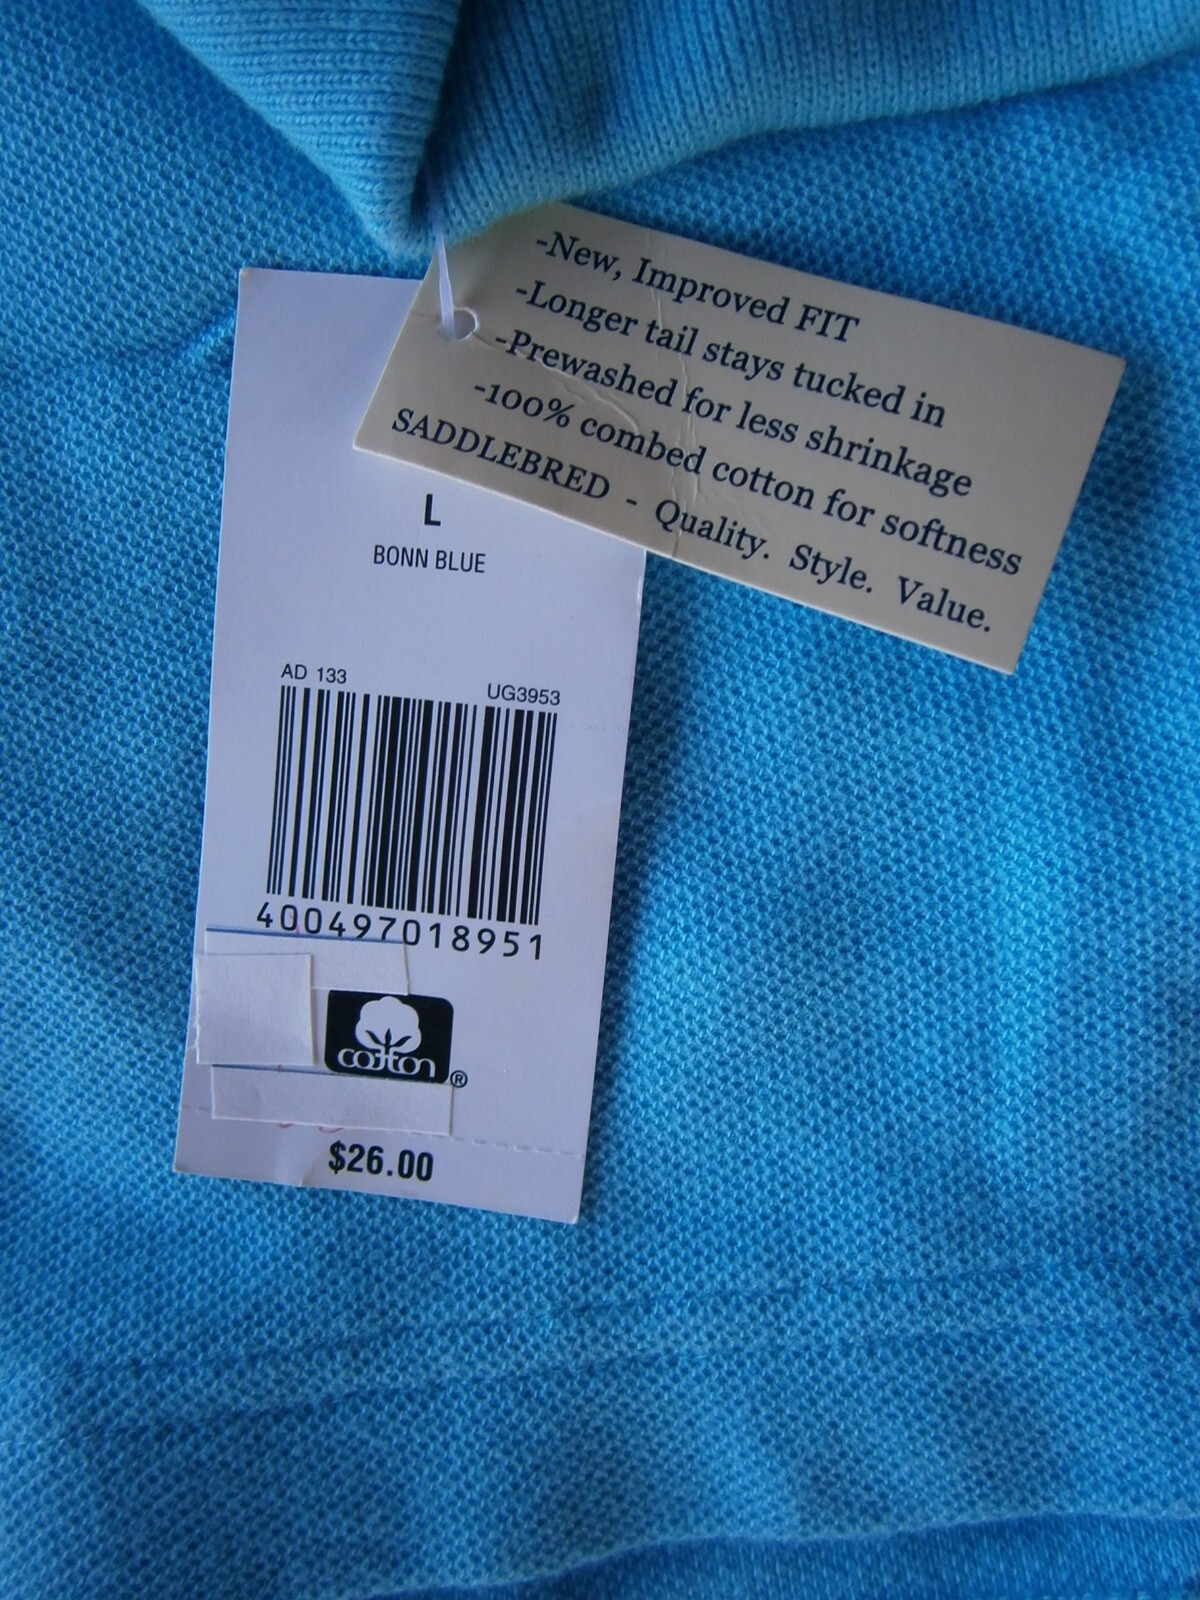 -New, Improved FIT
-Longer tail stays tucked in
-Prewashed for less shrinkage
-100% combed cotton for softness
SADDLEBRED - Quality. Style. Value.
L
BONN BLUE
AD 133
UG3953
400497018951
cotton
®
$26.00